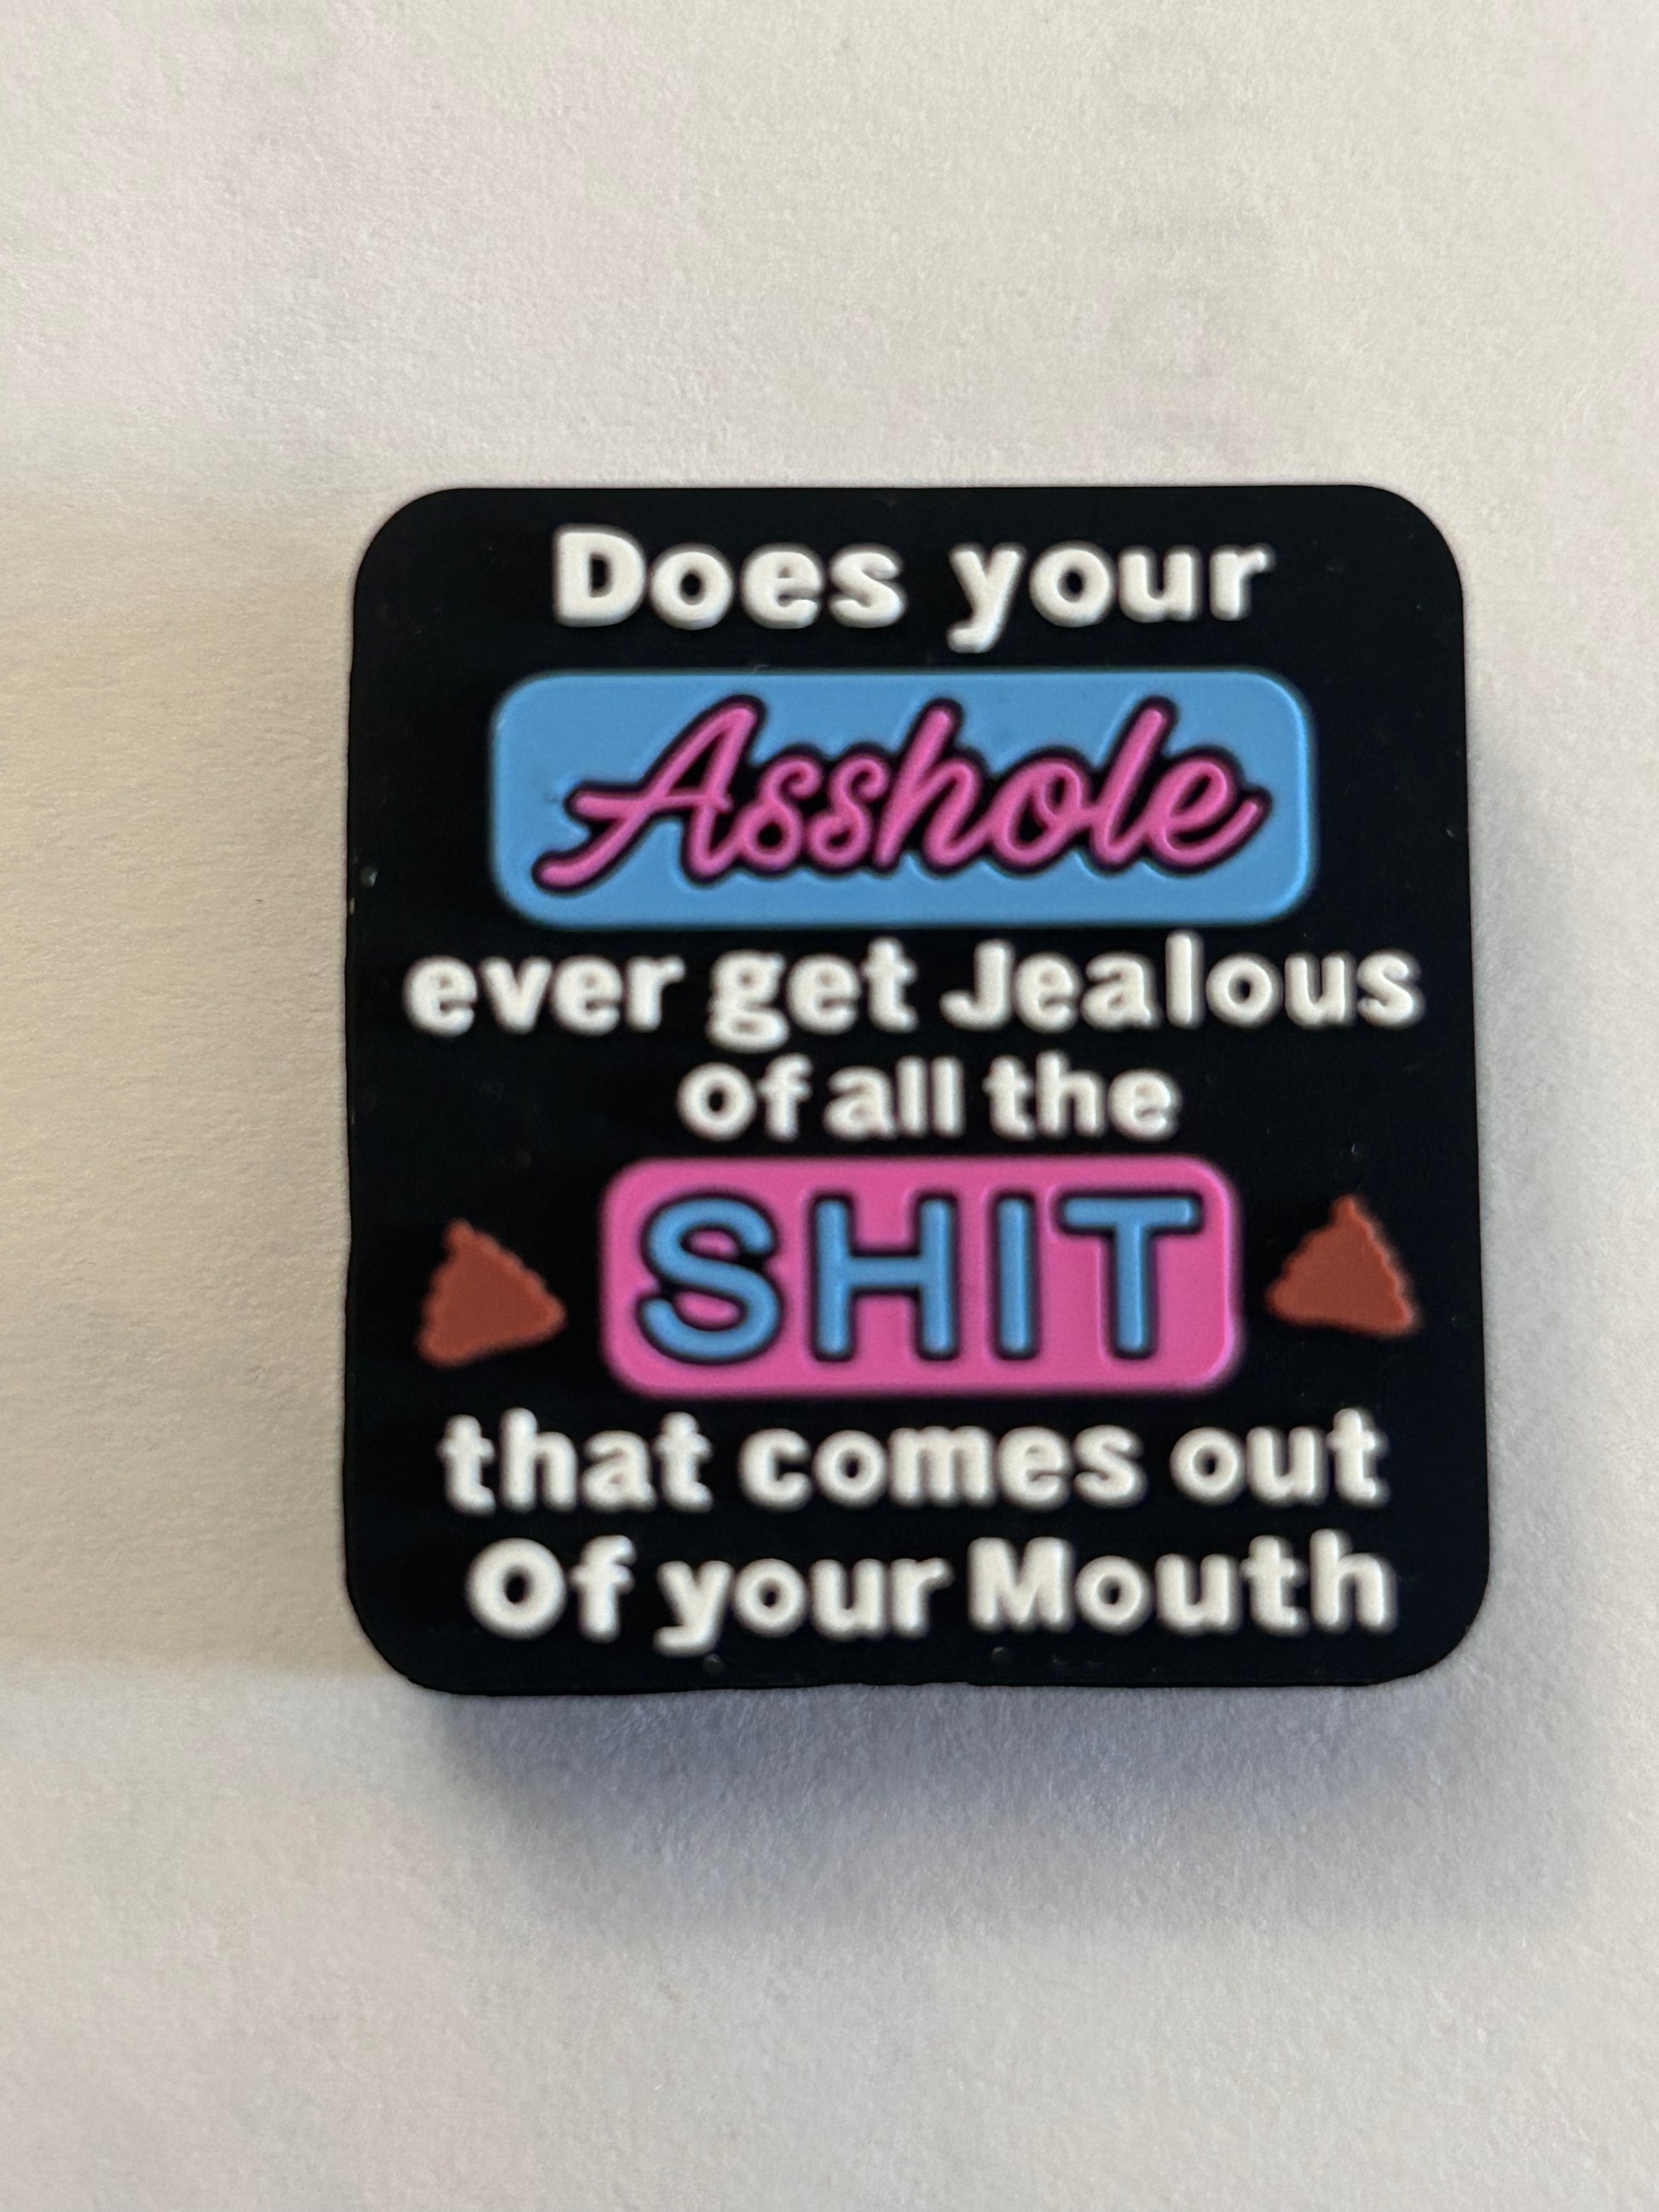 Does your
Asshole
ever get Jealous
Of all the
SHIT
that comes out
Of your Mouth